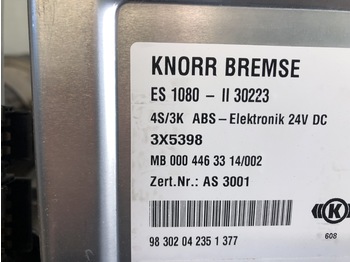 KNORR BREMSE
ES 1080 - II 30223
4S/3K ABS-Elektronik 24V DC
3X5398
MB 000 446 33 14/002
Zert.Nr.: AS 3001
K
608
98 302 04 235 1 377